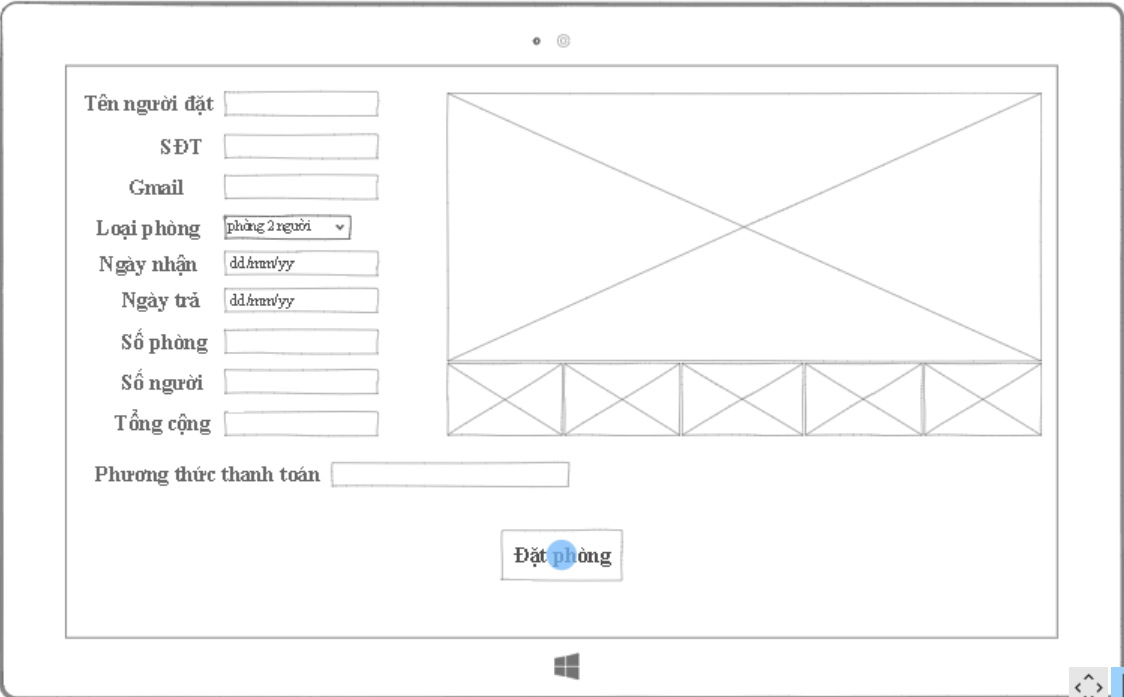 Tên người đặt
SĐT
Gmail
Loại phòng phòng 2 người
Ngày nhận dd/mm/yy
Ngày trả dd/mm/yy
Số phòng
Số người
Tổng cộng
Phương thức thanh toán
Đặt phòng